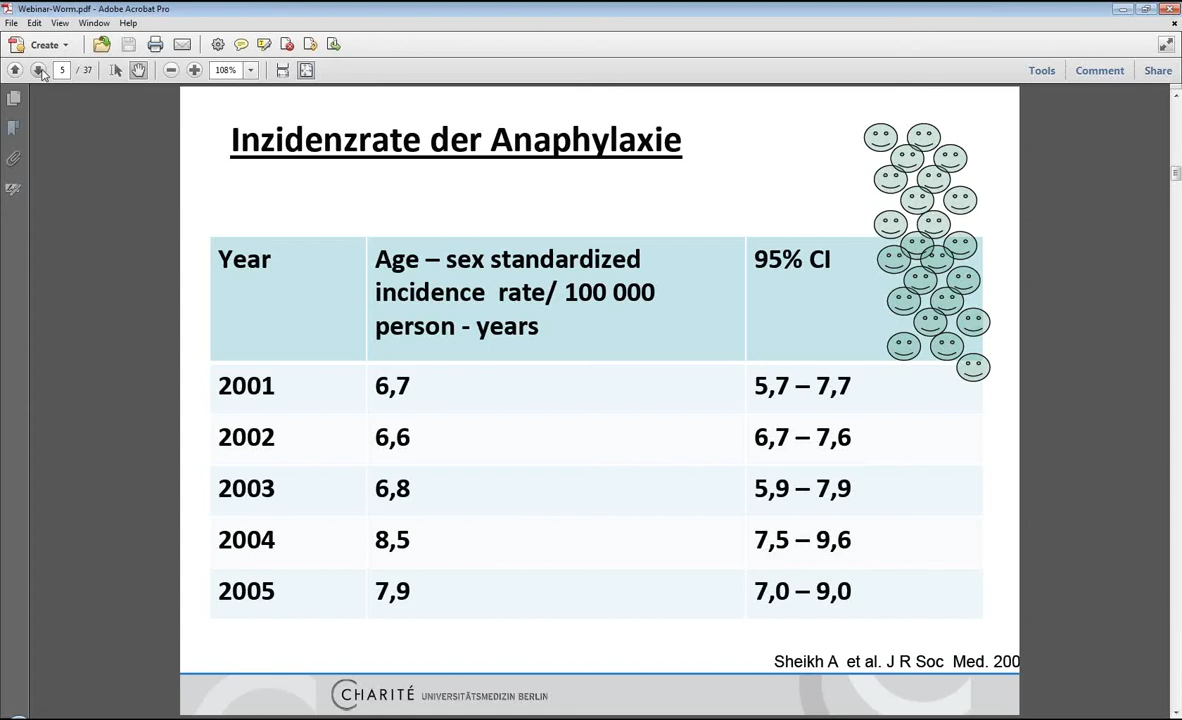 Webinar-Worm.pdf - Adobe Acrobat Pro
File Edit View Window Help
Create
5 / 37 108% Tools Comment Share
Inzidenzrate der Anaphylaxie
Year Age – sex standardized 95% CI
incidence rate/ 100 000
person - years
2001 6,7 5,7 – 7,7
2002 6,6 6,7 – 7,6
2003 6,8 5,9 – 7,9
2004 8,5 7,5 – 9,6
2005 7,9 7,0 – 9,0
Sheikh A et al. J R Soc Med. 200
CHARITÉ UNIVERSITÄTSMEDIZIN BERLIN